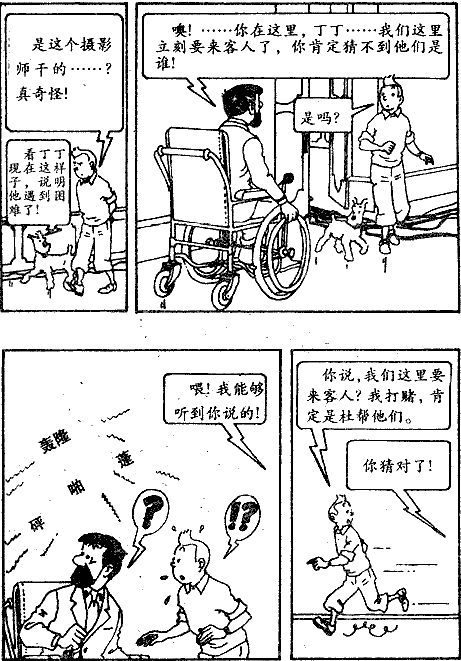 是这个摄影
师干的……?
真奇怪!
看丁丁
现在这样
子,说明
他遇到困
难了!
噢!……你在这里,丁丁……我们这里
立刻要来客人了,你肯定猜不到他们是
谁!
是吗?
喂!我能够
听到你说的!
轰隆
蓬
啪
砰
?
!?
你说,我们这里要
来客人?我打赌,肯
定是杜帮他们。
你猜对了!